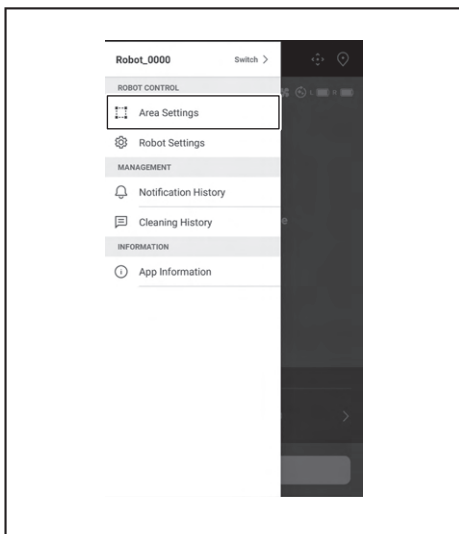 Robot_0000 Switch >
ROBOT CONTROL
Area Settings
Robot Settings
MANAGEMENT
Notification History
Cleaning History
INFORMATION
App Information